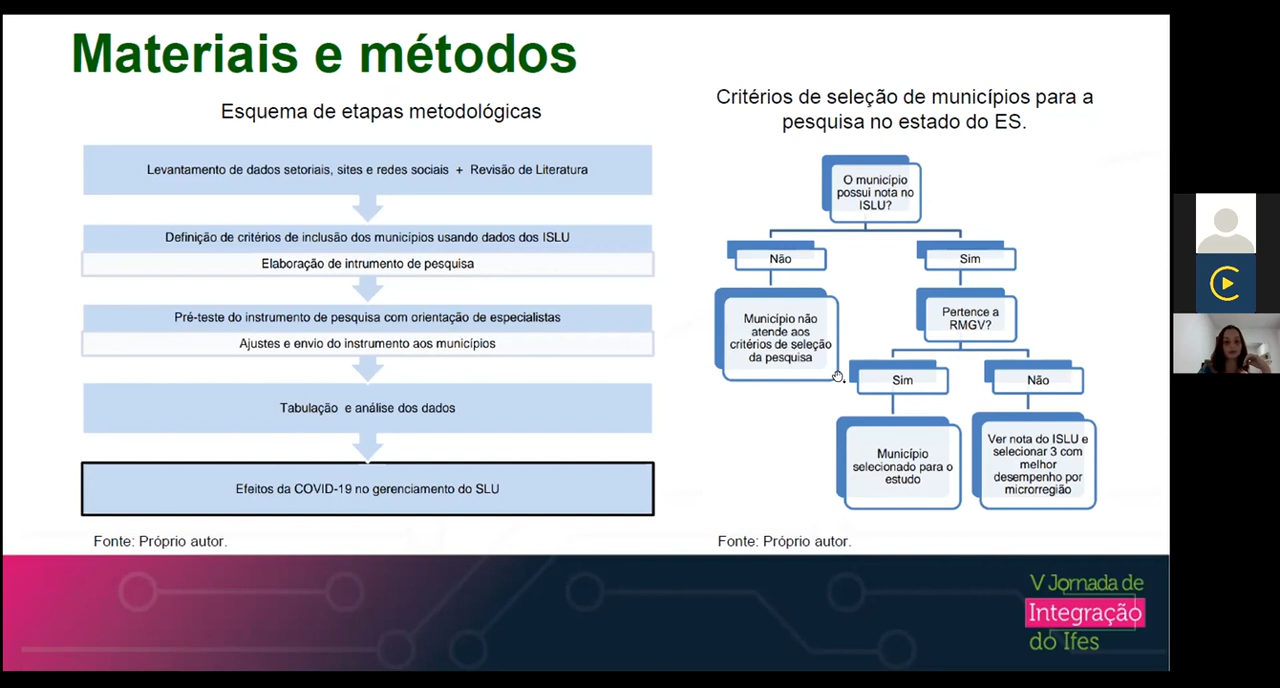 Materiais e métodos
Esquema de etapas metodológicas
Levantamento de dados setoriais, sites e redes sociais + Revisão de Literatura
Definição de critérios de inclusão dos municípios usando dados dos ISLU
Elaboração de intrumento de pesquisa
Pré-teste do instrumento de pesquisa com orientação de especialistas
Ajustes e envio do instrumento aos municípios
Tabulação e análise dos dados
Efeitos da COVID-19 no gerenciamento do SLU
Fonte: Próprio autor.
Critérios de seleção de municípios para a
pesquisa no estado do ES.
O município
possui nota no
ISLU?
Não
Sim
Município não
atende aos
critérios de seleção
da pesquisa
Pertence a
RMGV?
Sim
Não
Município
selecionado para o
estudo
Ver nota do ISLU e
selecionar 3 com
melhor
desempenho por
microrregião
Fonte: Próprio autor.
V Jornada de
Integração
do Ifes